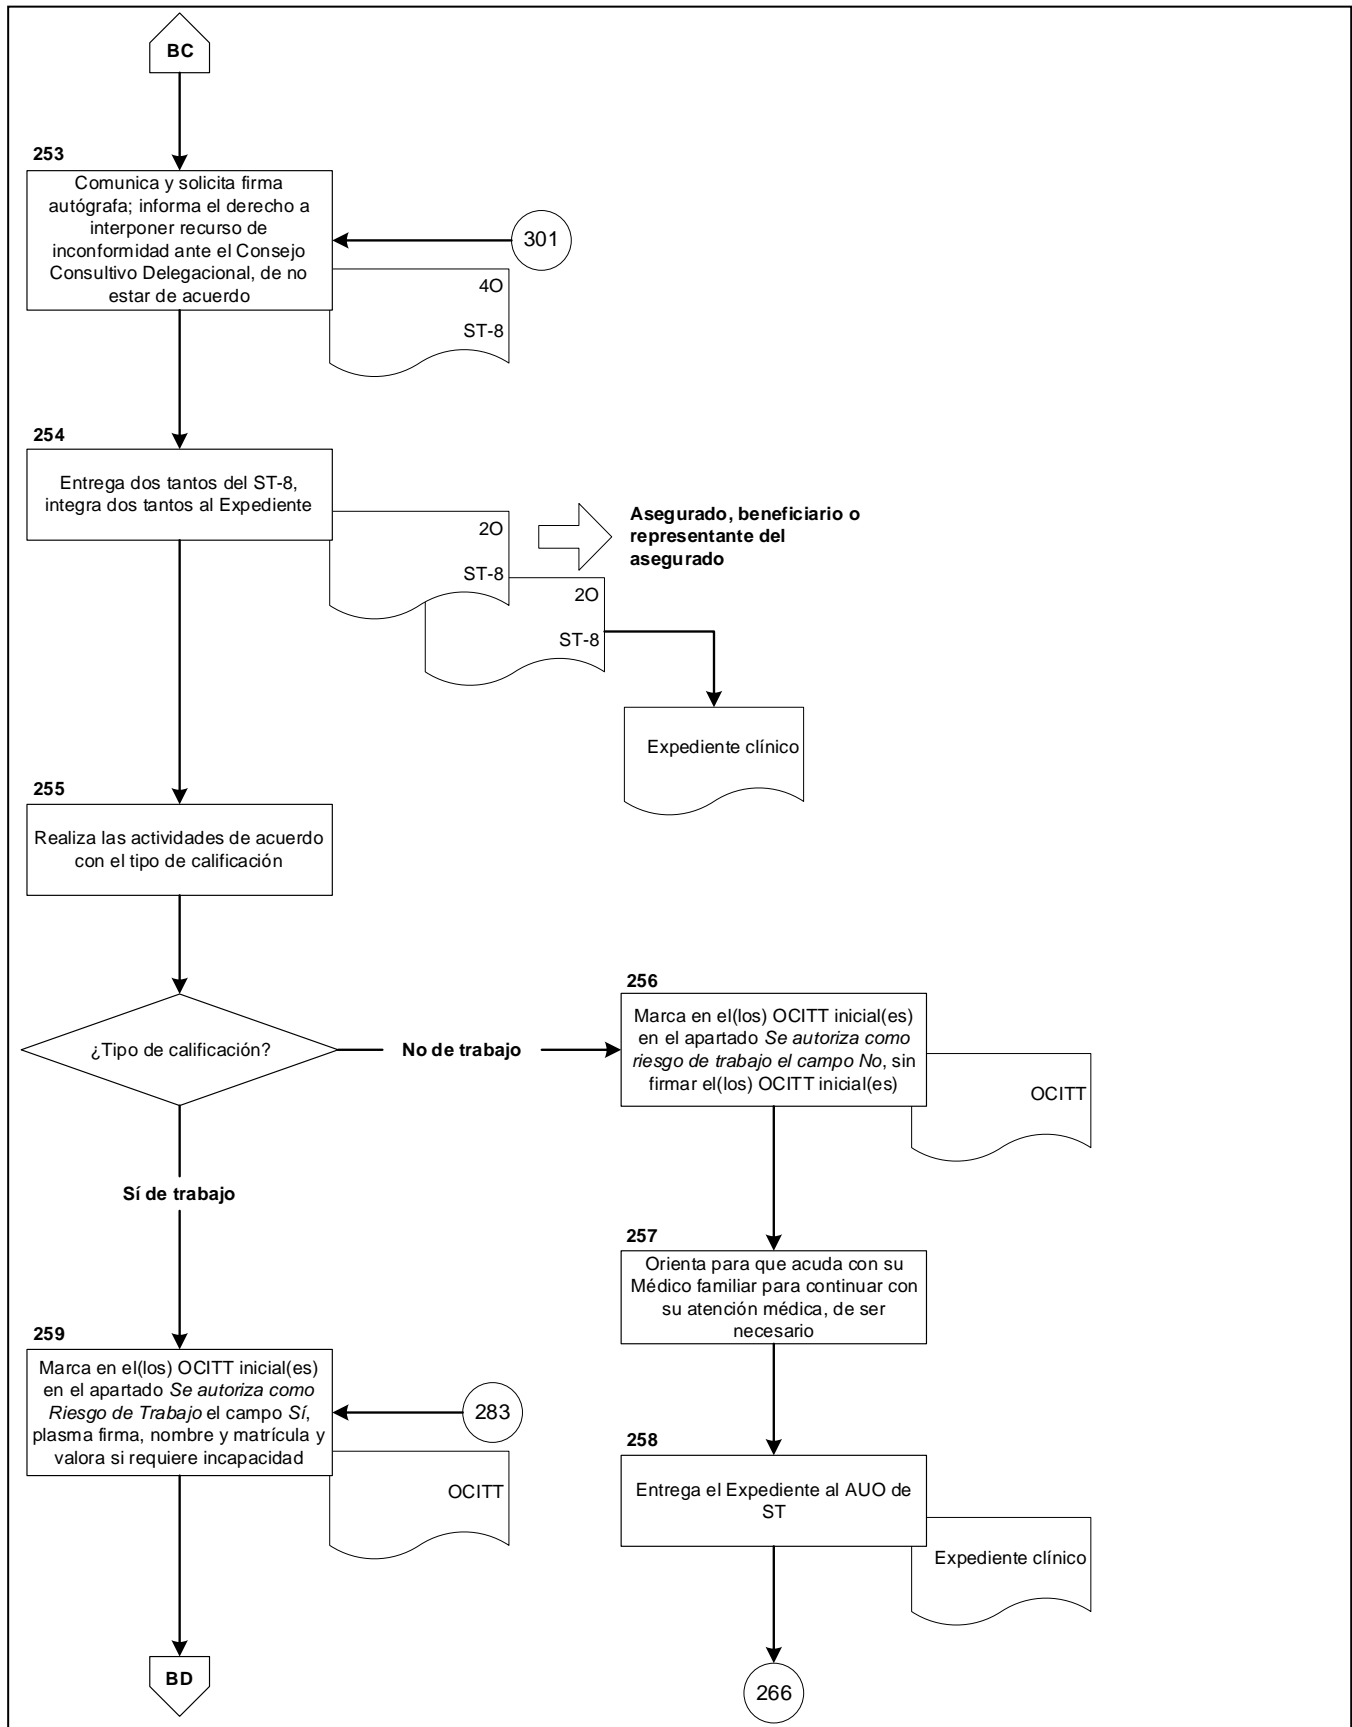 BC
253
Comunica y solicita firma
autógrafa; informa el derecho a
interponer recurso de
inconformidad ante el Consejo
Consultivo Delegacional, de no
estar de acuerdo
301
4O
ST-8
254
Entrega dos tantos del ST-8,
integra dos tantos al Expediente
2O
ST-8
Asegurado, beneficiario o
representante del
asegurado
2O
ST-8
Expediente clínico
255
Realiza las actividades de acuerdo
con el tipo de calificación
¿Tipo de calificación?
No de trabajo
256
Marca en el(los) OCITT inicial(es)
en el apartado Se autoriza como
riesgo de trabajo el campo No, sin
firmar el(los) OCITT inicial(es)
OCITT
257
Orienta para que acuda con su
Médico familiar para continuar con
su atención médica, de ser
necesario
258
Entrega el Expediente al AUO de
ST
Expediente clínico
266
Sí de trabajo
259
Marca en el(los) OCITT inicial(es)
en el apartado Se autoriza como
Riesgo de Trabajo el campo Sí,
plasma firma, nombre y matrícula y
valora si requiere incapacidad
283
OCITT
BD